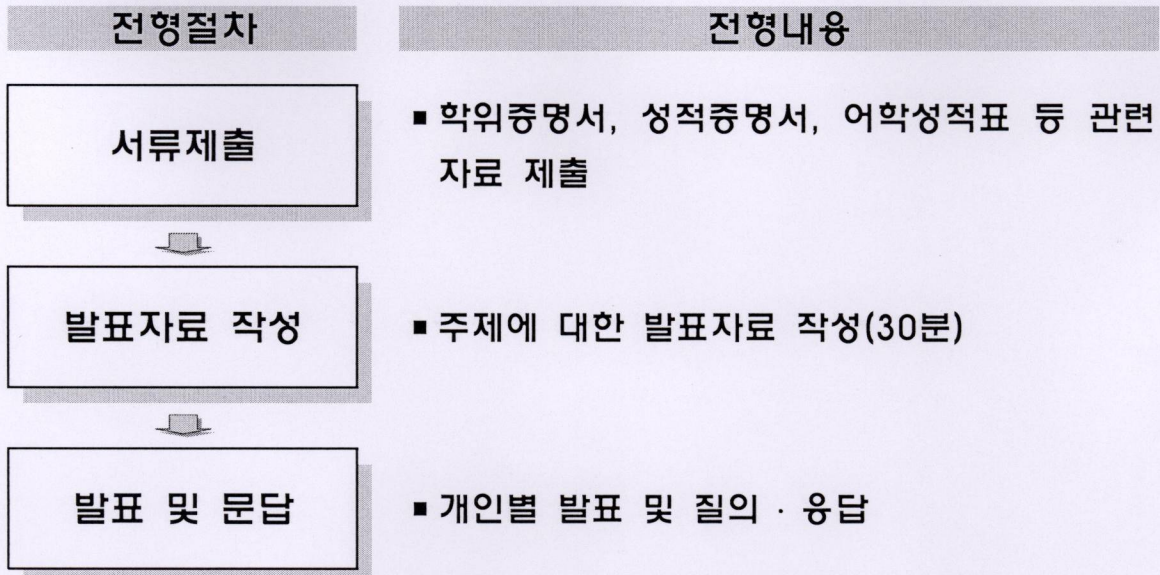 전형절차
전형내용
서류제출
▪ 학위증명서, 성적증명서, 어학성적표 등 관련
자료 제출
발표자료 작성
▪ 주제에 대한 발표자료 작성(30분)
발표 및 문답
▪ 개인별 발표 및 질의 · 응답